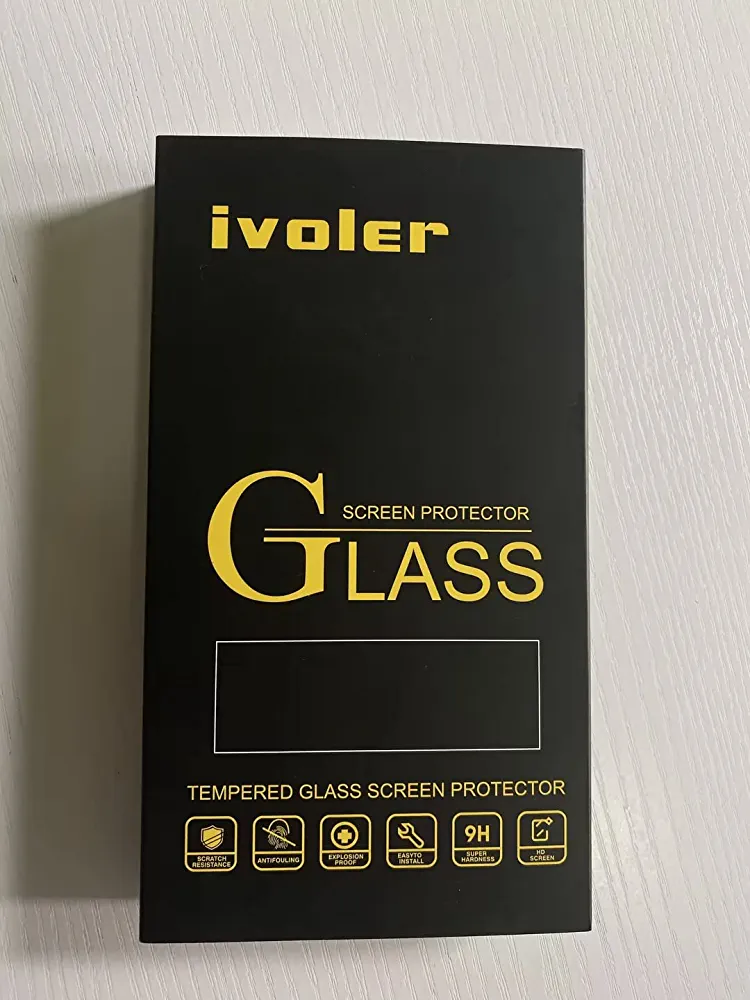 ivoler
SCREEN PROTECTOR
GLASS
TEMPERED GLASS SCREEN PROTECTOR
SCRATCH
RESISTANCE
ANTIFOULING
EXPLOSION
PROOF
EASYTO
INSTALL
9H
SUPER
HARDNESS
HD
SCREEN